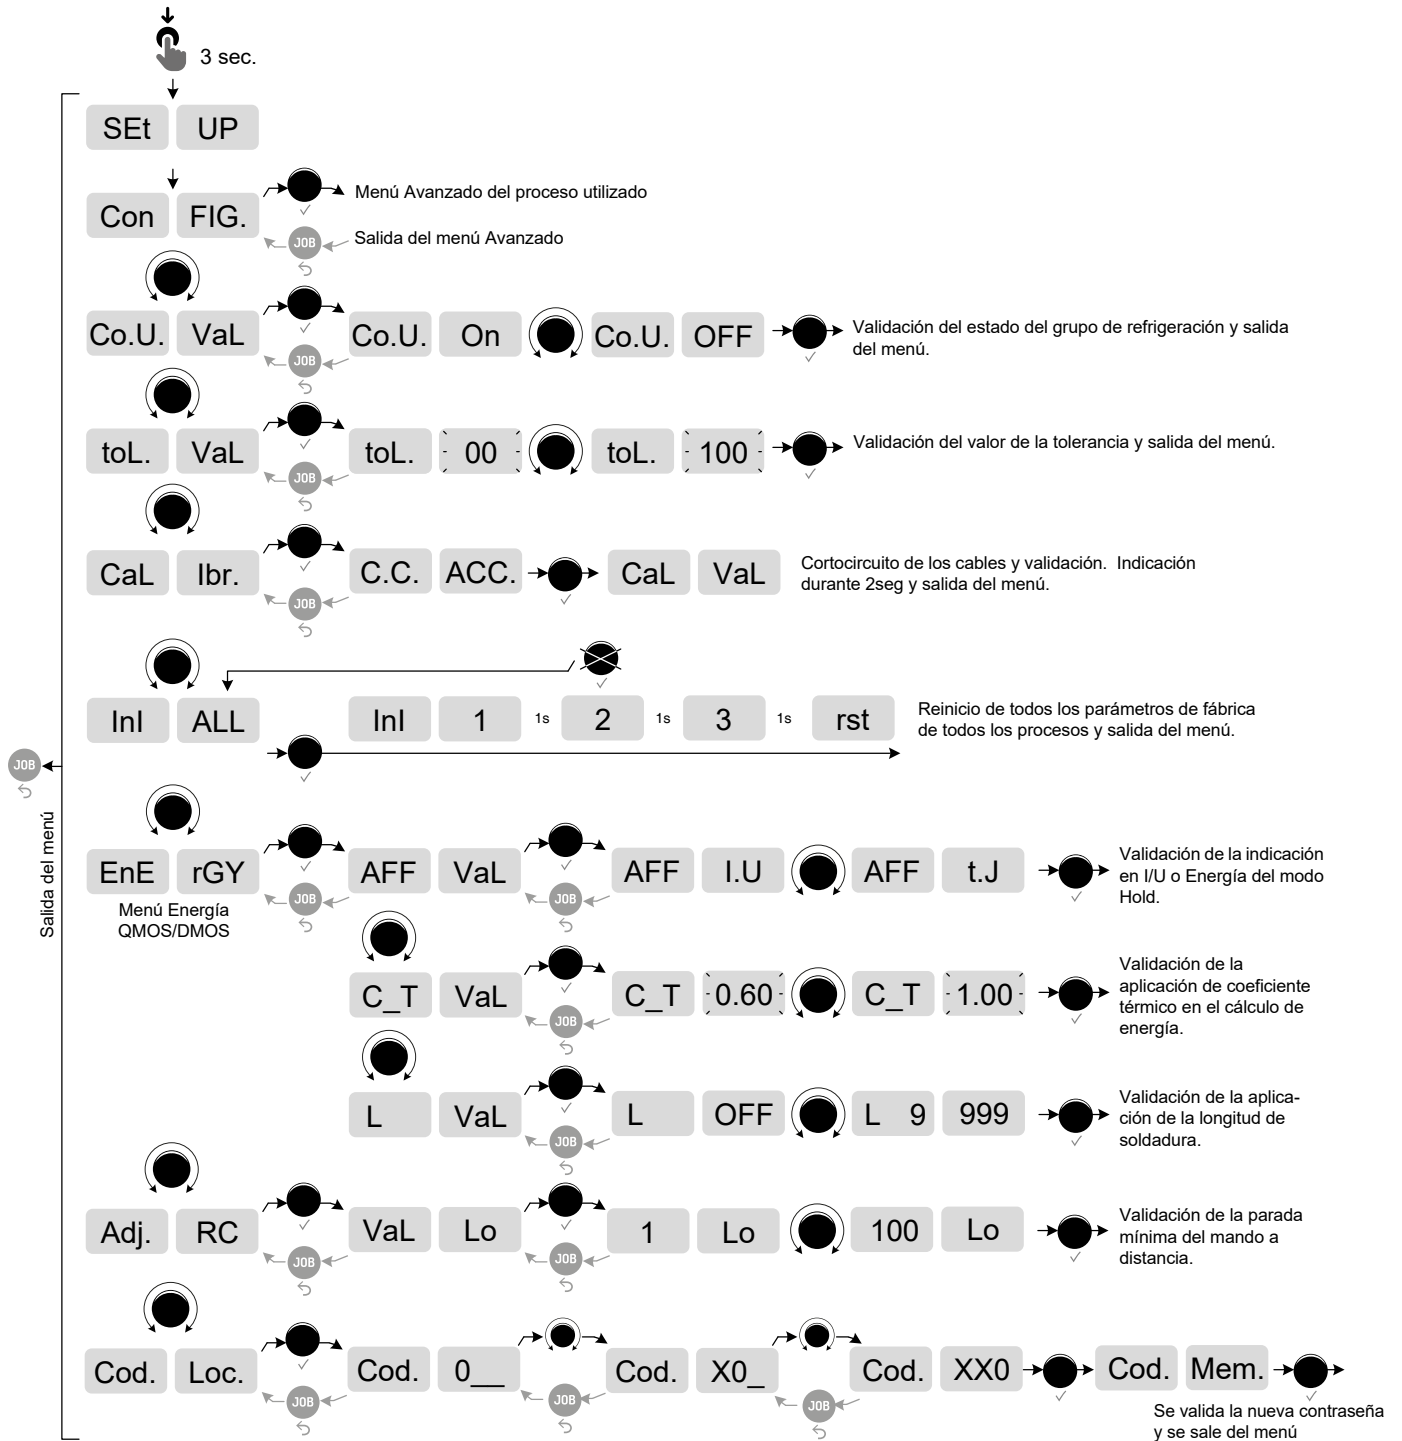 3 sec.
SEt UP
Con FIG.
Menú Avanzado del proceso utilizado
JOB
Salida del menú Avanzado
Co.U. VaL
JOB
Co.U. On
Co.U. OFF
Validación del estado del grupo de refrigeración y salida
del menú.
toL. VaL
JOB
toL. 00
toL. 100
Validación del valor de la tolerancia y salida del menú.
CaL Ibr.
JOB
C.C. ACC.
CaL VaL
Cortocircuito de los cables y validación. Indicación
durante 2seg y salida del menú.
InI ALL
InI 1 1s 2 1s 3 1s rst
Reinicio de todos los parámetros de fábrica
de todos los procesos y salida del menú.
JOB
Salida del menú
EnE rGY
Menú Energía
QMOS/DMOS
JOB
AFF VaL
JOB
AFF I.U
AFF t.J
Validación de la indicación
en I/U o Energía del modo
Hold.
C_T VaL
JOB
C_T 0.60
C_T 1.00
Validación de la
aplicación de coeficiente
térmico en el cálculo de
energía.
L VaL
JOB
L OFF
L 9 999
Validación de la aplica-
ción de la longitud de
soldadura.
Adj. RC
JOB
VaL Lo
JOB
1 Lo
100 Lo
Validación de la parada
mínima del mando a
distancia.
Cod. Loc.
JOB
Cod. 0__
JOB
Cod. X0_
JOB
Cod. XX0
Cod. Mem.
Se valida la nueva contraseña
y se sale del menú